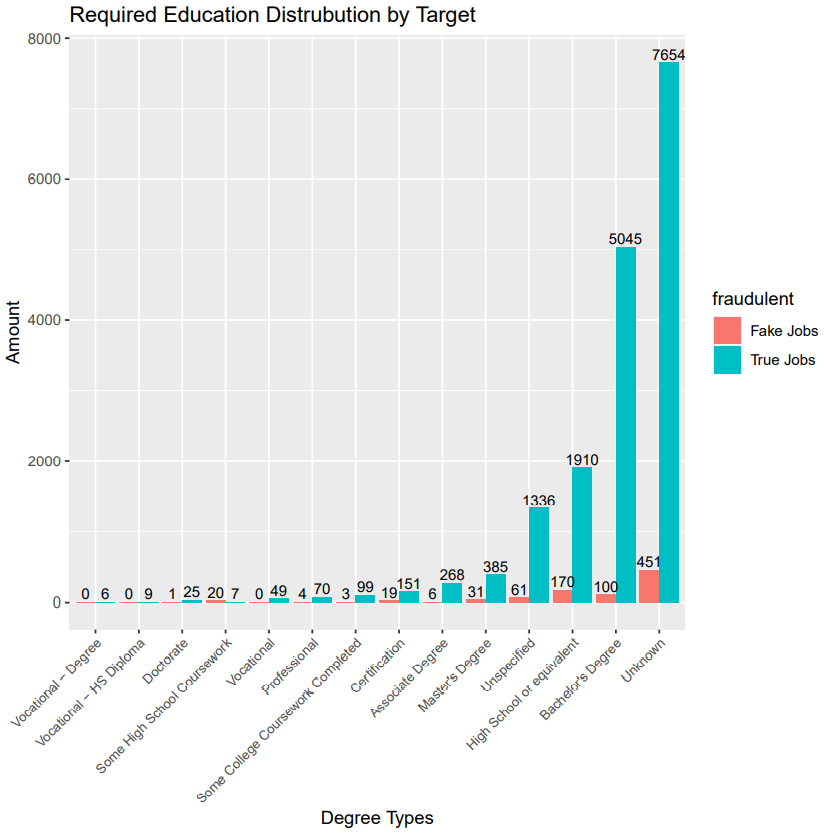 Required Education Distrubution by Target
8000
6000
4000
2000
0
Amount
0 6 0 9 1 25 20 7 0 49 4 70 3 99 19 151 6 268 31 385 61 1336 170 1910 100 5045 451 7654
Vocational - Degree
Vocational - HS Diploma
Doctorate
Some High School Coursework
Vocational
Professional
Some College Coursework Completed
Certification
Associate Degree
Master's Degree
Unspecified
High School or equivalent
Bachelor's Degree
Unknown
Degree Types
fraudulent
Fake Jobs
True Jobs